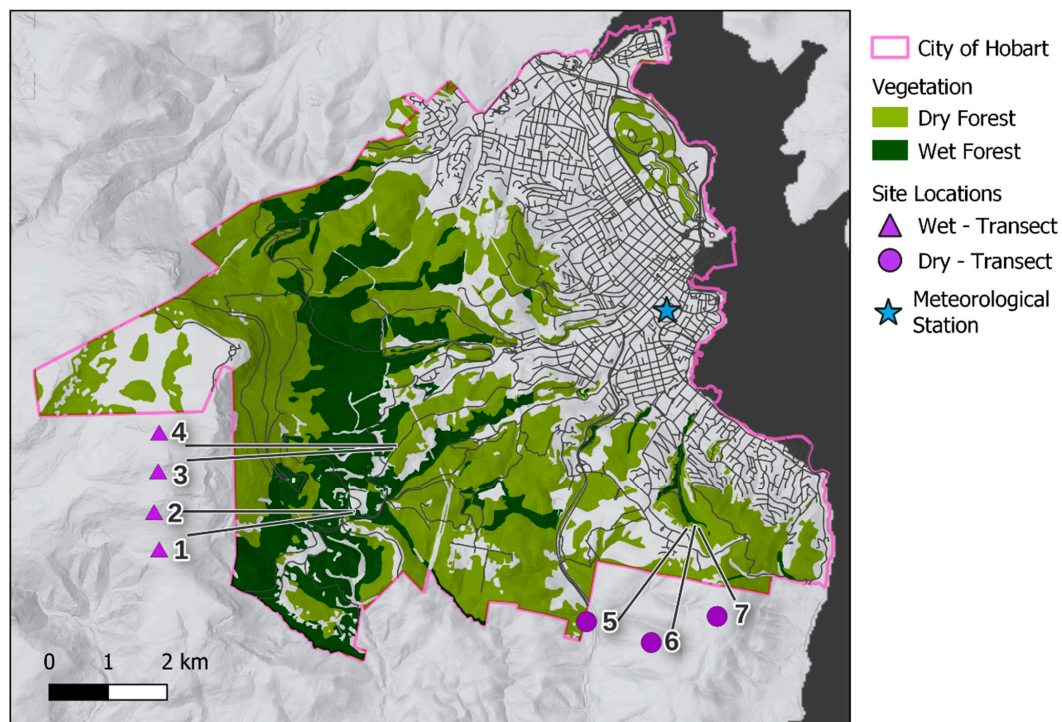 City of Hobart
Vegetation
Dry Forest
Wet Forest
Site Locations
Wet - Transect
Dry - Transect
Meteorological
Station
4
3
2
1
5
6
7
0 1 2 km